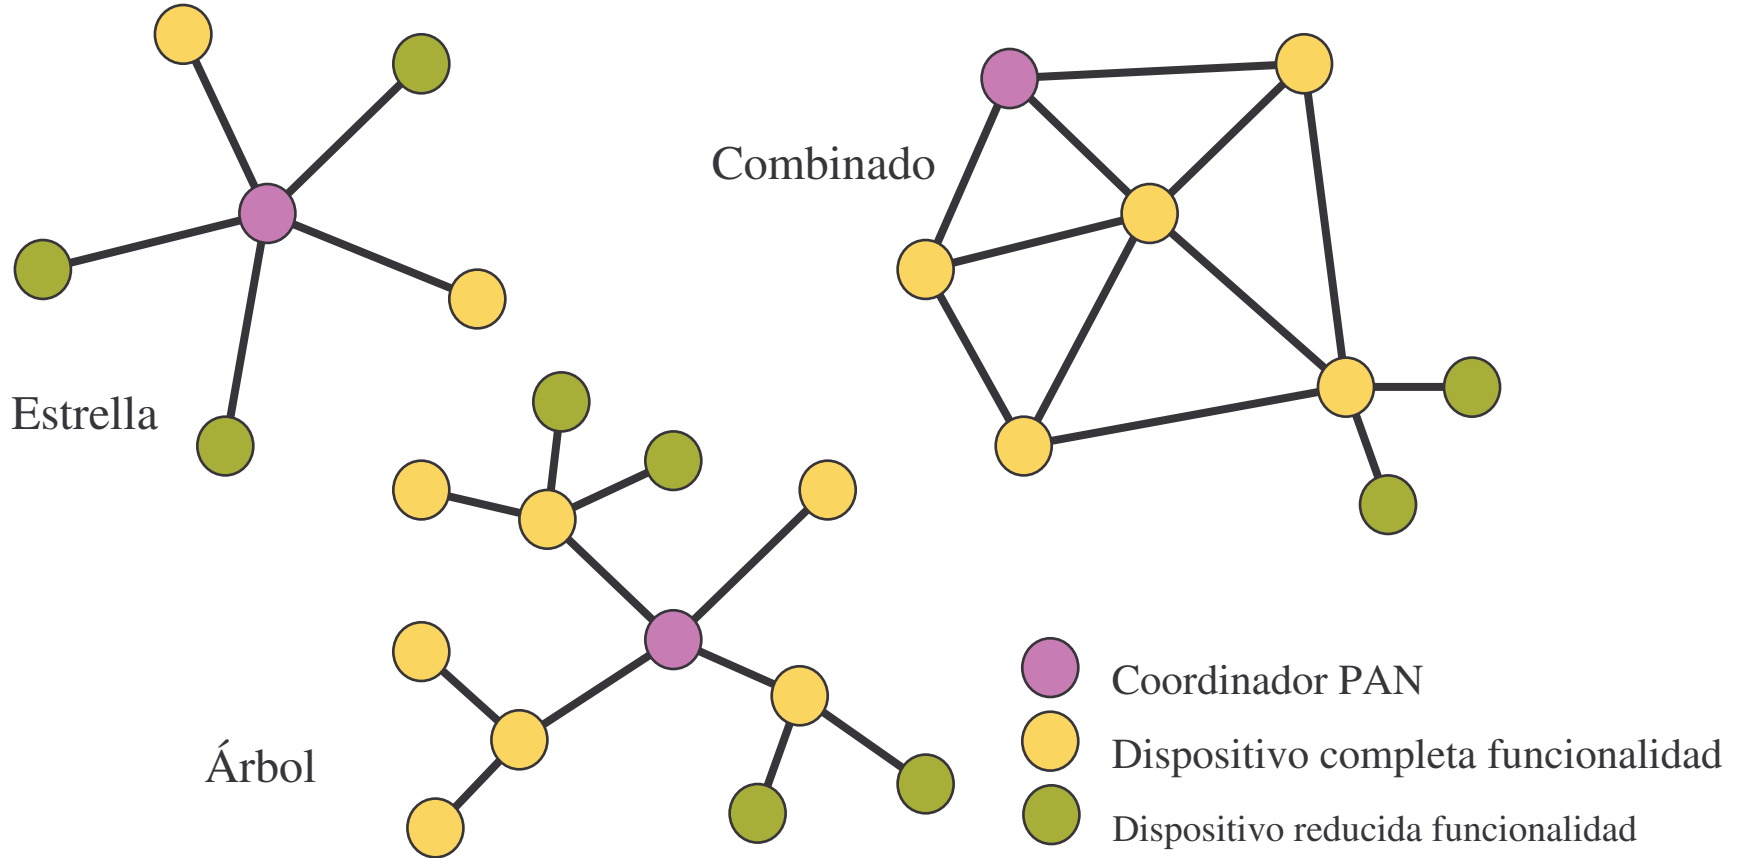 Combinado
Estrella
Árbol
Coordinador PAN
Dispositivo completa funcionalidad
Dispositivo reducida funcionalidad